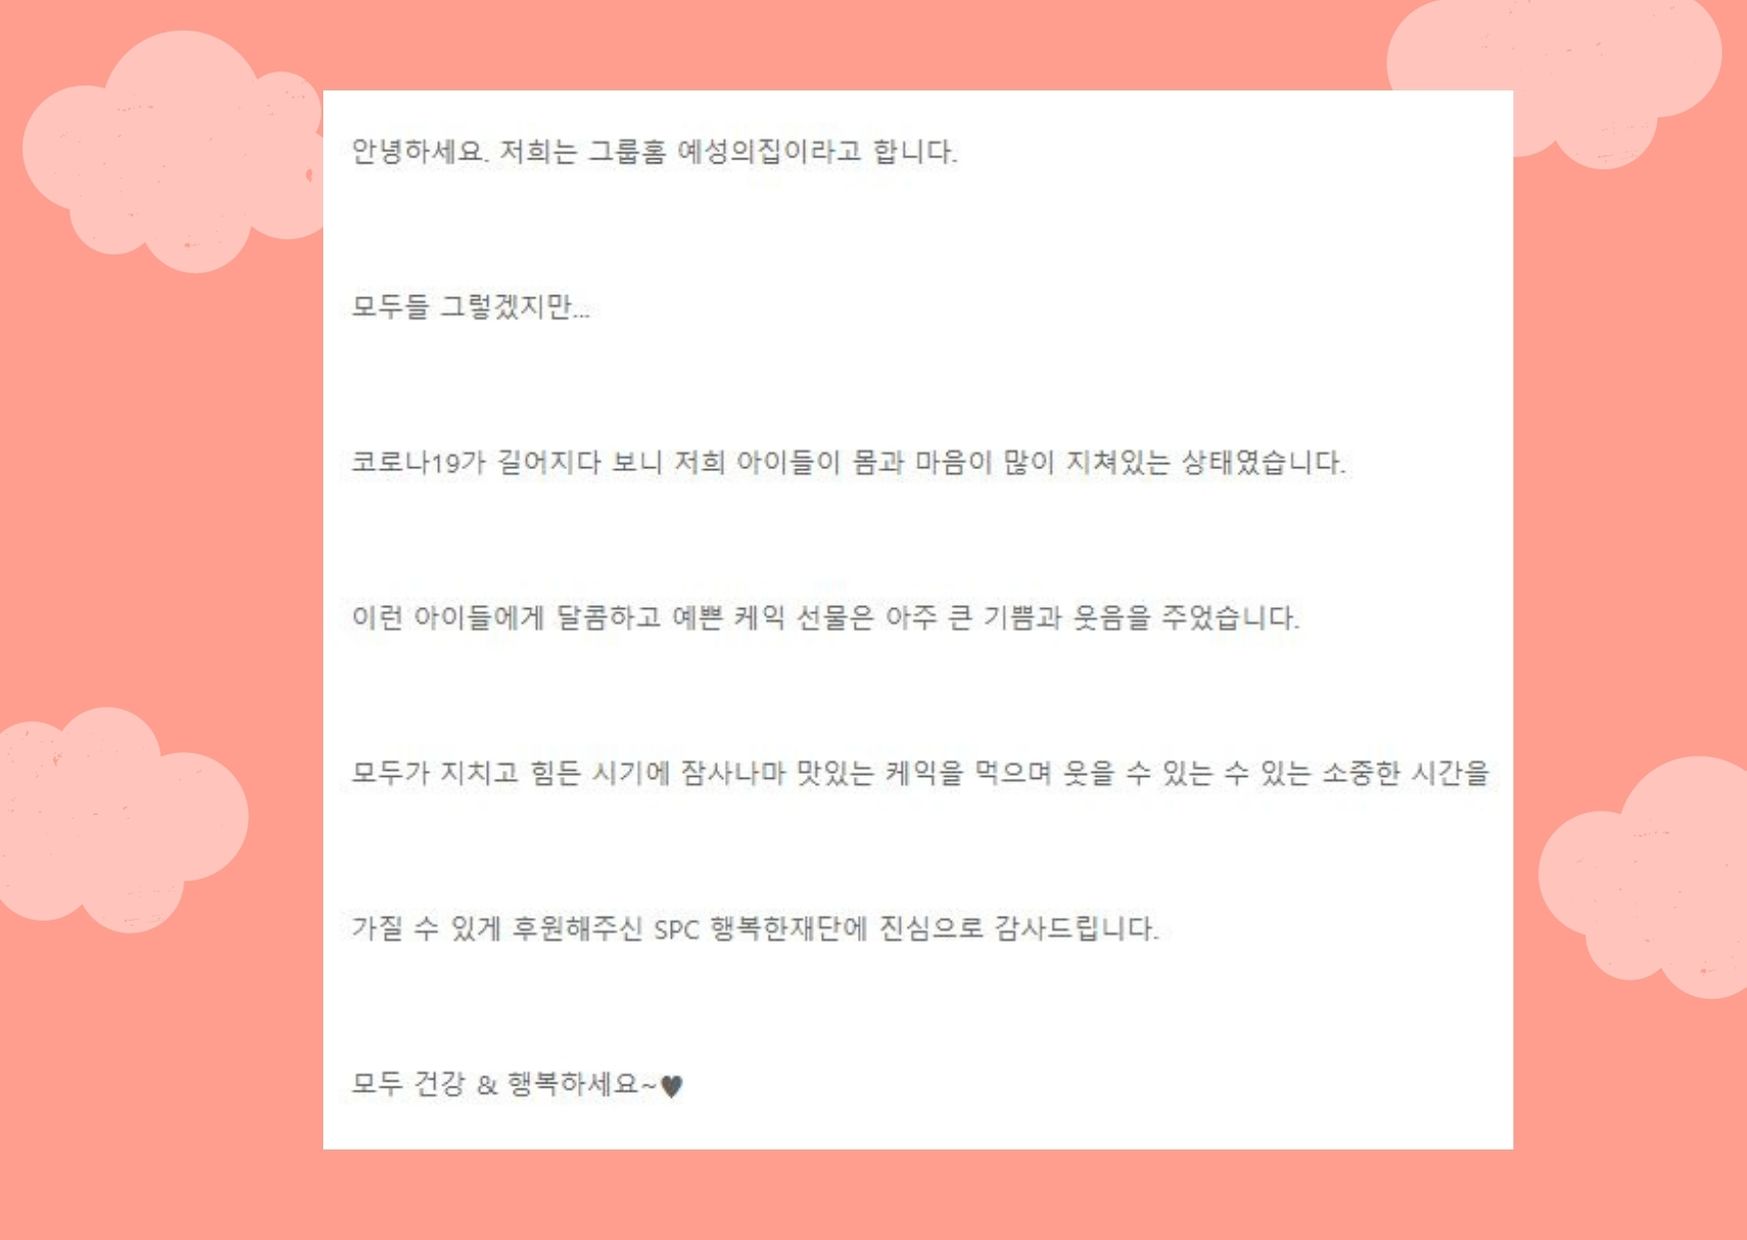 안녕하세요. 저희는 그룹홈 예성의집이라고 합니다.
모두들 그렇겠지만...
코로나19가 길어지다 보니 저희 아이들이 몸과 마음이 많이 지쳐있는 상태였습니다.
이런 아이들에게 달콤하고 예쁜 케익 선물은 아주 큰 기쁨과 웃음을 주었습니다.
모두가 지치고 힘든 시기에 잠사나마 맛있는 케익을 먹으며 웃을 수 있는 수 있는 소중한 시간을
가질 수 있게 후원해주신 SPC 행복한재단에 진심으로 감사드립니다.
모두 건강 & 행복하세요~♥